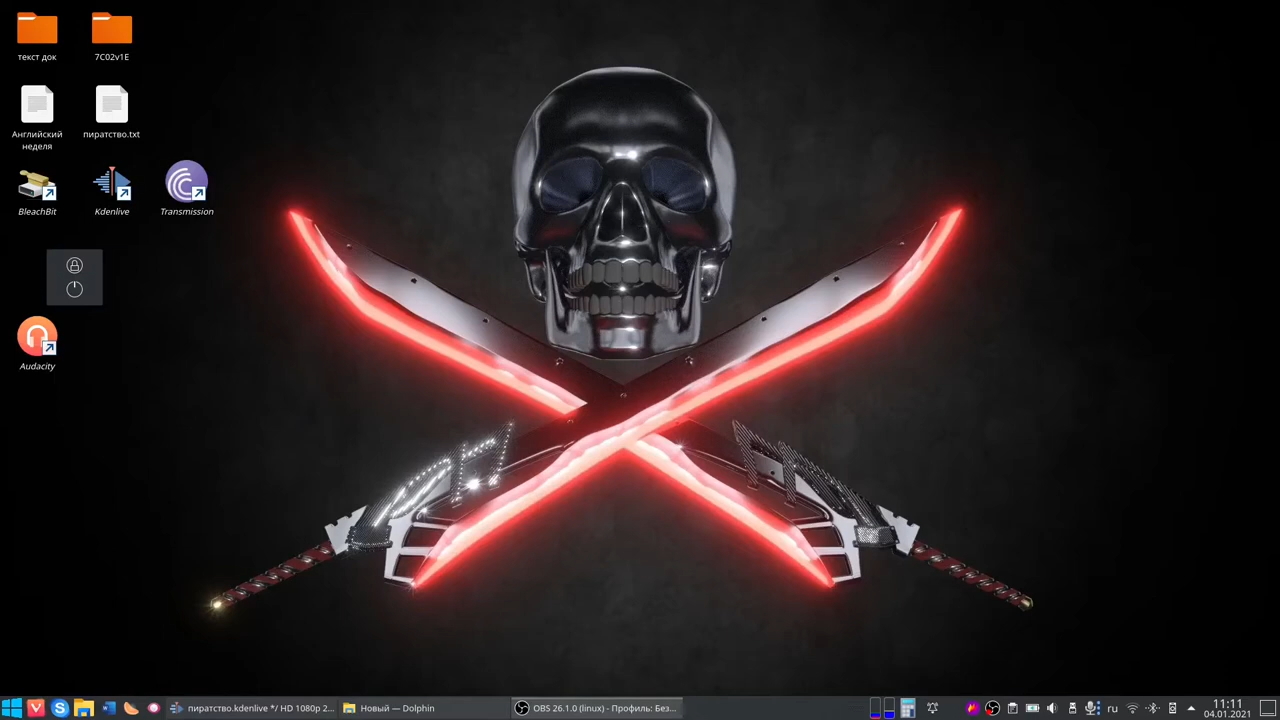 текст док
7C02v1E
Английский
неделя
пиратство.txt
BleachBit
Kdenlive
Transmission
Audacity
пиратство.kdenlive */ HD 1080p 2...
Новый — Dolphin
OBS 26.1.0 (linux) - Профиль: Без...
ru
11:11
04.01.2021